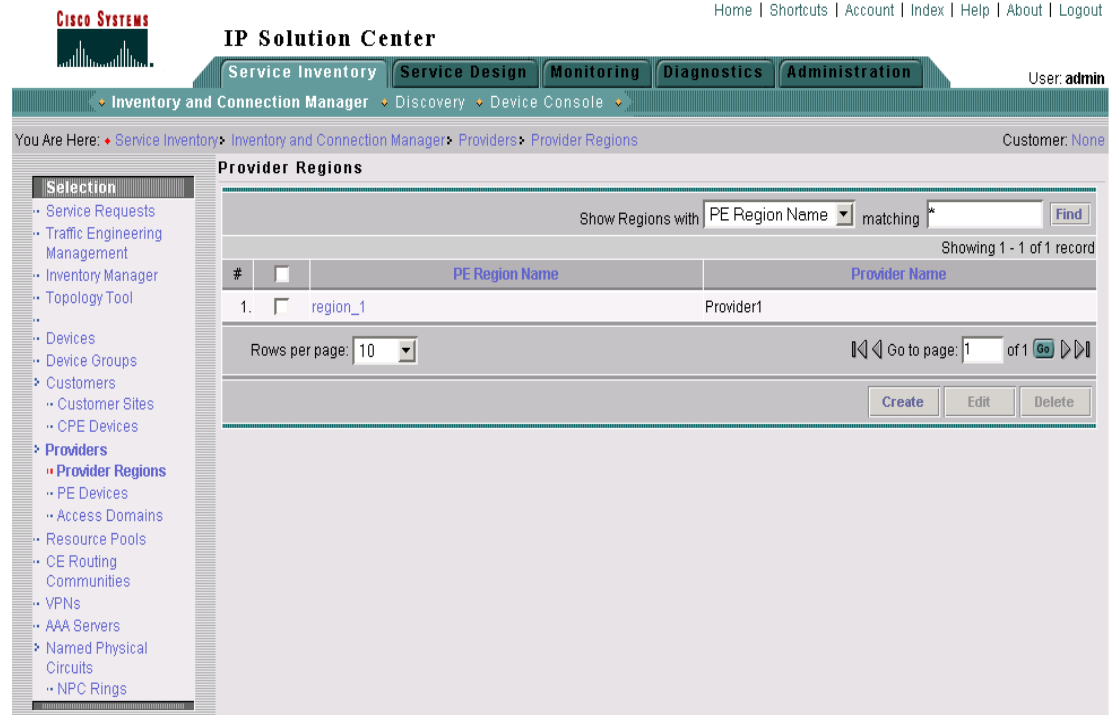 Home | Shortcuts | Account | Index | Help | About | Logout
CISCO SYSTEMS
IP Solution Center
Service Inventory Service Design Monitoring Diagnostics Administration
User: admin
Inventory and Connection Manager Discovery Device Console
You Are Here: Service Inventory Inventory and Connection Manager Providers Provider Regions
Customer: None
Selection
Service Requests
Traffic Engineering
Management
Inventory Manager
Topology Tool
Devices
Device Groups
Customers
Customer Sites
CPE Devices
Providers
Provider Regions
PE Devices
Access Domains
Resource Pools
CE Routing
Communities
VPNs
AAA Servers
Named Physical
Circuits
NPC Rings
Provider Regions
Show Regions with PE Region Name matching * Find
Showing 1 - 1 of 1 record
# PE Region Name Provider Name
1. region_1 Provider1
Rows per page: 10 Go to page: 1 of 1 Go
Create Edit Delete